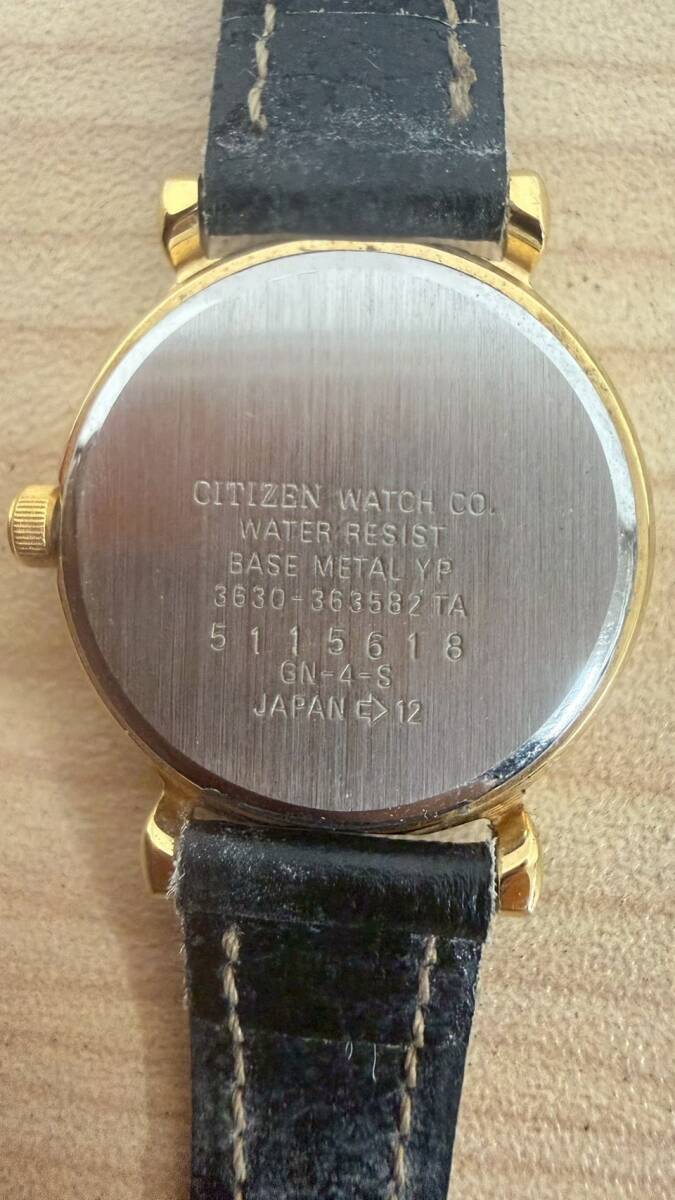 CITIZEN WATCH CO.
WATER RESIST
BASE METAL YP
3630-363582 TA
5115618
GN-4-S
JAPAN E> 12